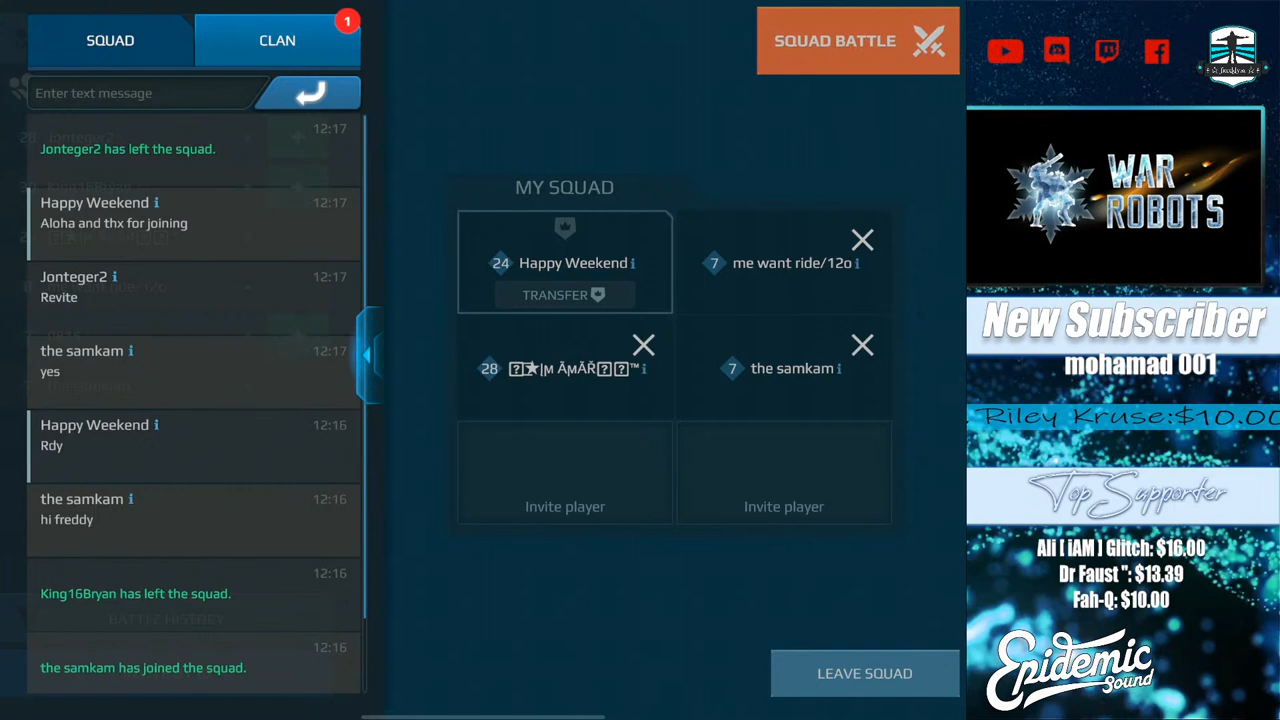 SQUAD
CLAN
1
Enter text message
12:17
Jonteger2 has left the squad.
Happy Weekend i 12:17
Aloha and thx for joining
Jonteger2 i 12:17
Revite
the samkam i 12:17
yes
Happy Weekend i 12:16
Rdy
the samkam i 12:16
hi freddy
12:16
King16Bryan has left the squad.
BATTLE HISTORY
12:16
the samkam has joined the squad.
SQUAD BATTLE
MY SQUAD
24 Happy Weekend i
TRANSFER
7 me want ride/12o i
28 ★|ᴍ ÃᴍÃŘ ™ i
7 the samkam i
Invite player
Invite player
LEAVE SQUAD
WAR
ROBOTS
New Subscriber
mohamad 001
Riley Kruse:$10.00
Top Supporter
Ali [ iAM ] Glitch: $16.00
Dr Faust ": $13.39
Fah-Q: $10.00
Epidemic
Sound